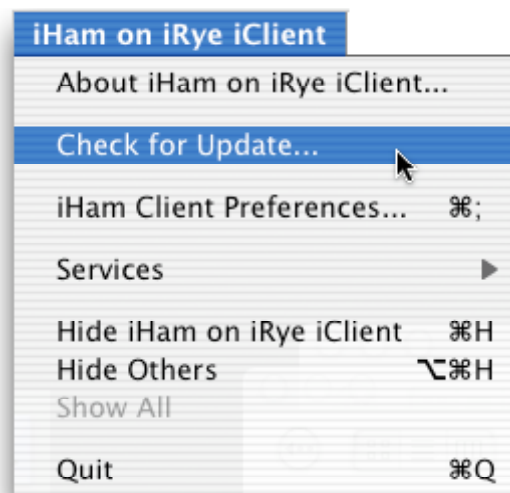 iHam on iRye iClient
About iHam on iRye iClient...
Check for Update...
iHam Client Preferences... ⌘;
Services
Hide iHam on iRye iClient ⌘H
Hide Others ⌥⌘H
Show All
Quit ⌘Q